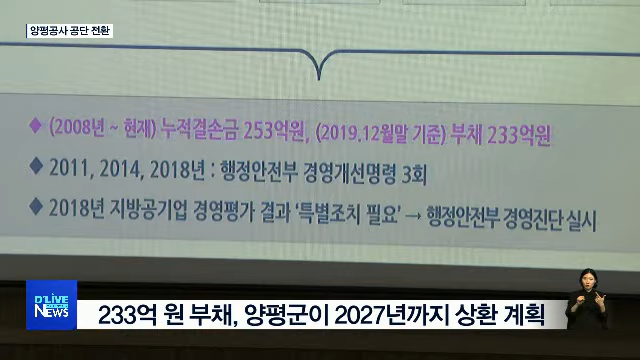 양평공사 공단 전환
◆ (2008년 ~ 현재) 누적결손금 253억원, (2019.12월말 기준) 부채 233억원
◆ 2011, 2014, 2018년 : 행정안전부 경영개선명령 3회
◆ 2018년 지방공기업 경영평가 결과 ‘특별조치 필요’ → 행정안전부 경영진단 실시
D'LIVE
NEWS
233억 원 부채, 양평군이 2027년까지 상환 계획